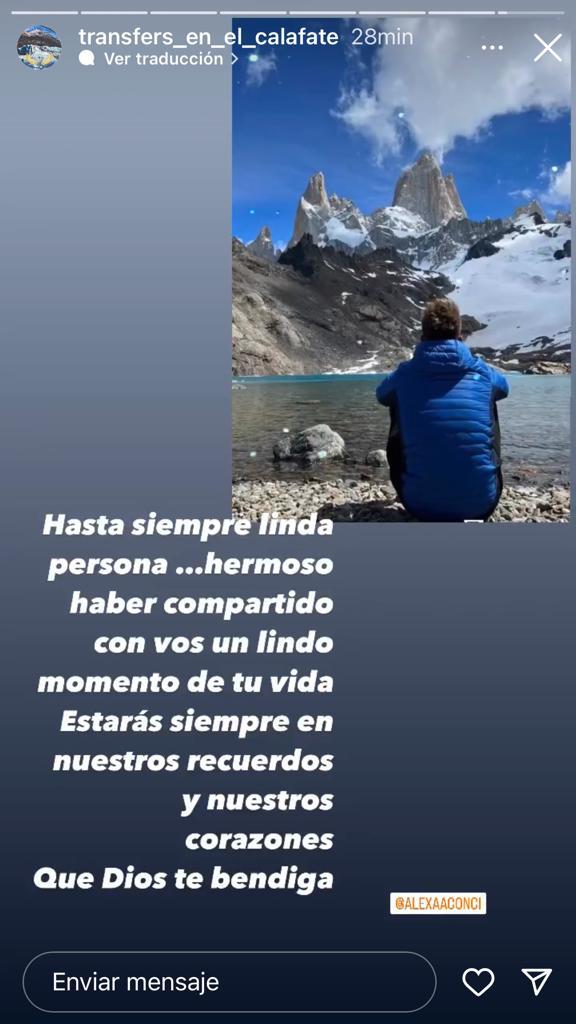 transfers_en_el_calafate 28min
Ver traducción >
Hasta siempre linda
persona ...hermoso
haber compartido
con vos un lindo
momento de tu vida
Estarás siempre en
nuestros recuerdos
y nuestros
corazones
Que Dios te bendiga
@ALEXAACONCI
Enviar mensaje